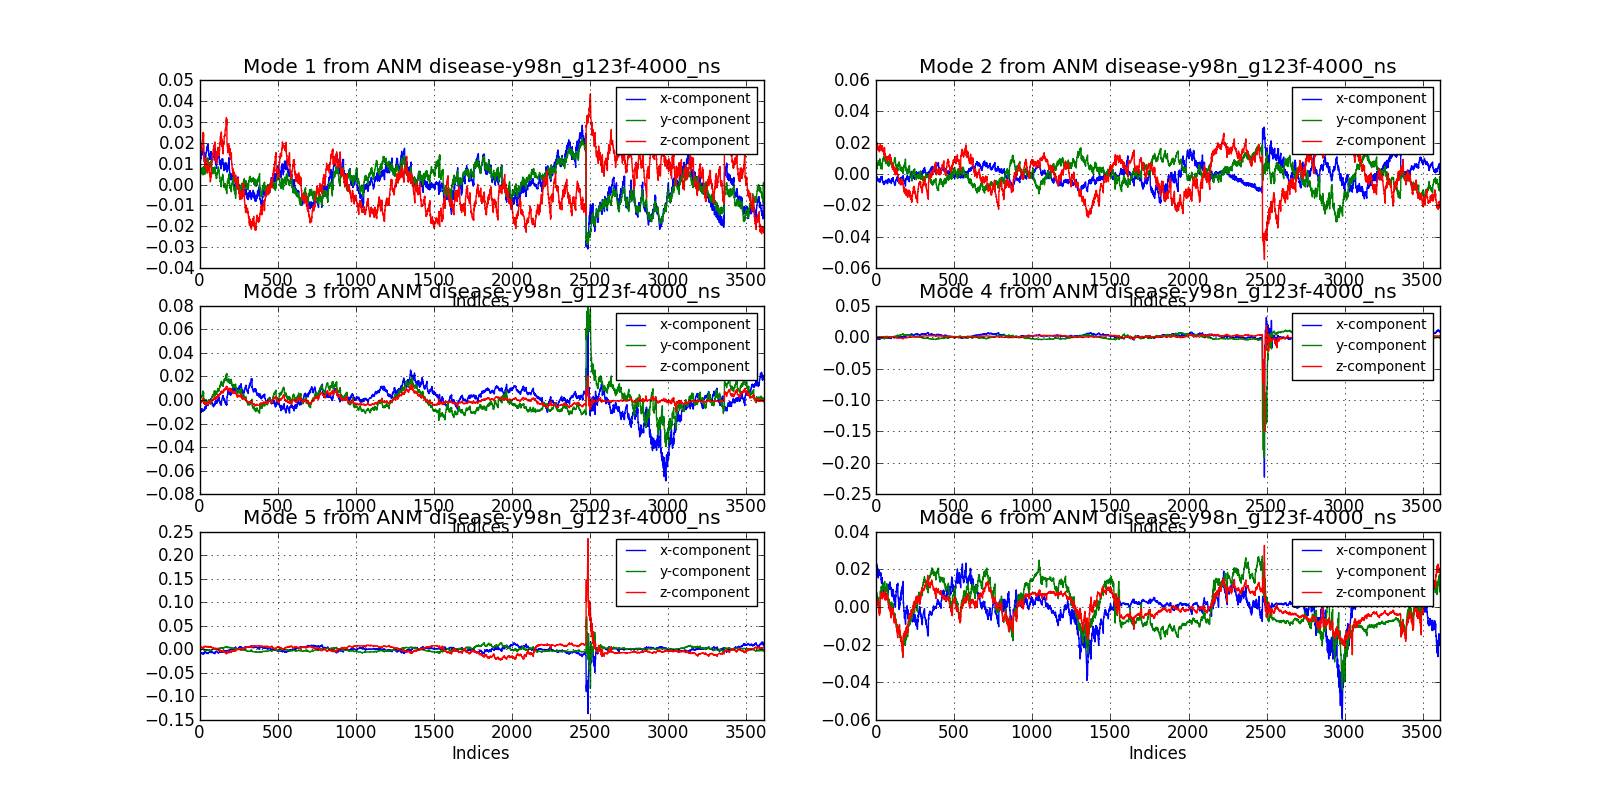 Mode 1 from ANM disease-y98n_g123f-4000_ns
0.05
0.04
0.03
0.02
0.01
0.00
−0.01
−0.02
−0.03
−0.04
x-component
y-component
z-component
0 500 1000 1500 2000 2500 3000 3500
Indices
Mode 2 from ANM disease-y98n_g123f-4000_ns
0.06
0.04
0.02
0.00
−0.02
−0.04
−0.06
x-component
y-component
z-component
0 500 1000 1500 2000 2500 3000 3500
Indices
Mode 3 from ANM disease-y98n_g123f-4000_ns
0.08
0.06
0.04
0.02
0.00
−0.02
−0.04
−0.06
−0.08
x-component
y-component
z-component
0 500 1000 1500 2000 2500 3000 3500
Indices
Mode 4 from ANM disease-y98n_g123f-4000_ns
0.05
0.00
−0.05
−0.10
−0.15
−0.20
−0.25
x-component
y-component
z-component
0 500 1000 1500 2000 2500 3000 3500
Indices
Mode 5 from ANM disease-y98n_g123f-4000_ns
0.25
0.20
0.15
0.10
0.05
0.00
−0.05
−0.10
−0.15
x-component
y-component
z-component
0 500 1000 1500 2000 2500 3000 3500
Indices
Mode 6 from ANM disease-y98n_g123f-4000_ns
0.04
0.02
0.00
−0.02
−0.04
−0.06
x-component
y-component
z-component
0 500 1000 1500 2000 2500 3000 3500
Indices